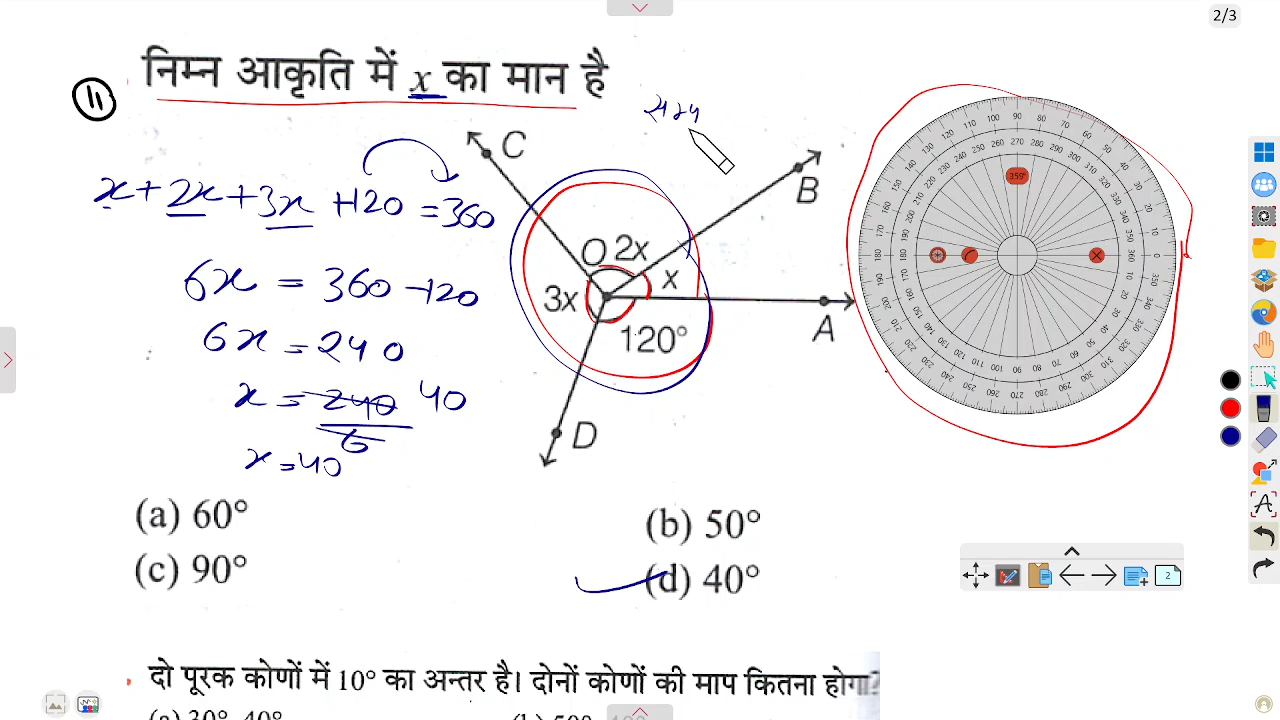 2/3
निम्न आकृति में x का मान है
11
x + 2x + 3x + 120 = 360
6x = 360 - 120
6x = 240
x = 240/6 40
x = 40
C
B
O
2x
x
3x
120°
A
D
359°
(a) 60°
(b) 50°
(c) 90°
(d) 40°
दो पूरक कोणों में 10° का अन्तर है। दोनों कोणों की माप कितना होगा?